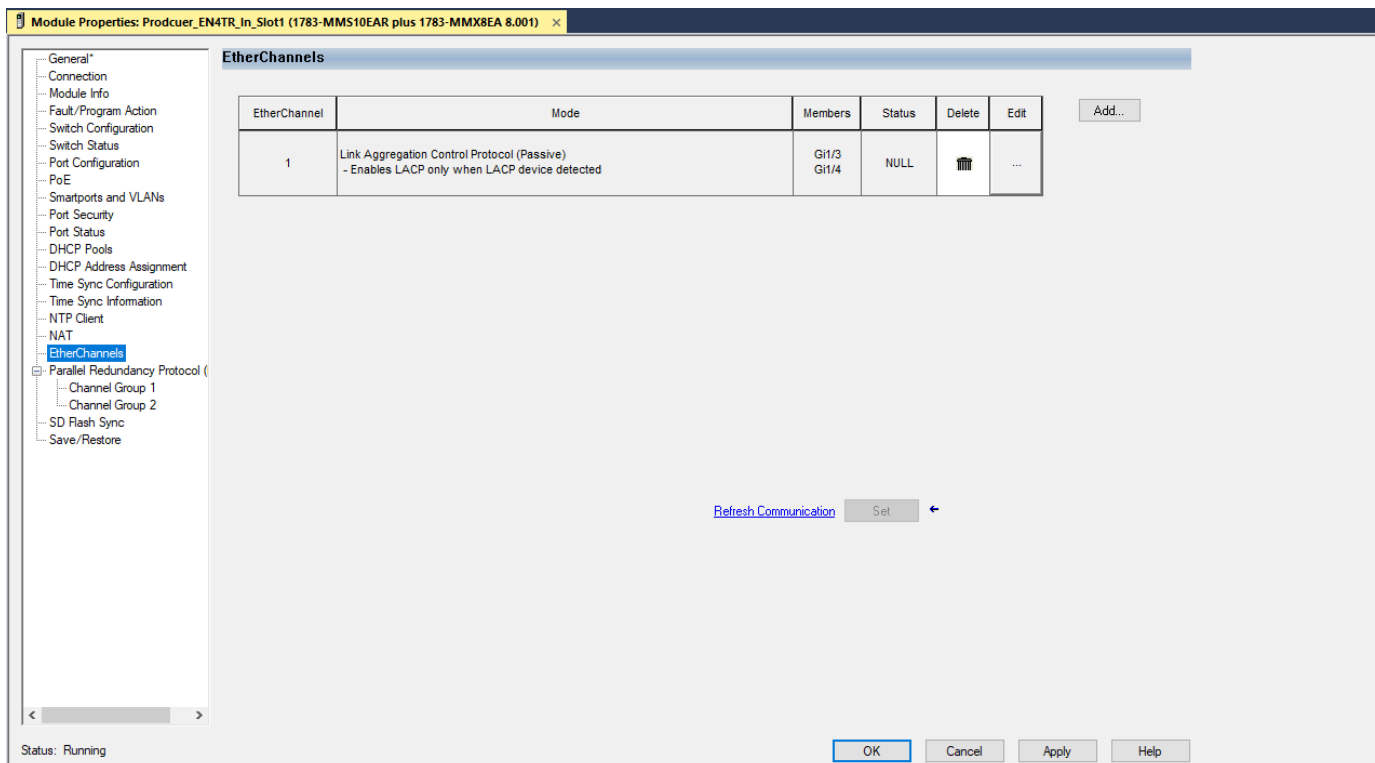 Module Properties: Prodcuer_EN4TR_In_Slot1 (1783-MMS10EAR plus 1783-MMX8EA 8.001) ×
General*
Connection
Module Info
Fault/Program Action
Switch Configuration
Switch Status
Port Configuration
PoE
Smartports and VLANs
Port Security
Port Status
DHCP Pools
DHCP Address Assignment
Time Sync Configuration
Time Sync Information
NTP Client
NAT
EtherChannels
Parallel Redundancy Protocol (
Channel Group 1
Channel Group 2
SD Flash Sync
Save/Restore
EtherChannels
EtherChannel Mode Members Status Delete Edit
1 Link Aggregation Control Protocol (Passive) Gi1/3 NULL ...
- Enables LACP only when LACP device detected Gi1/4
Add...
Refresh Communication Set
Status: Running
OK Cancel Apply Help